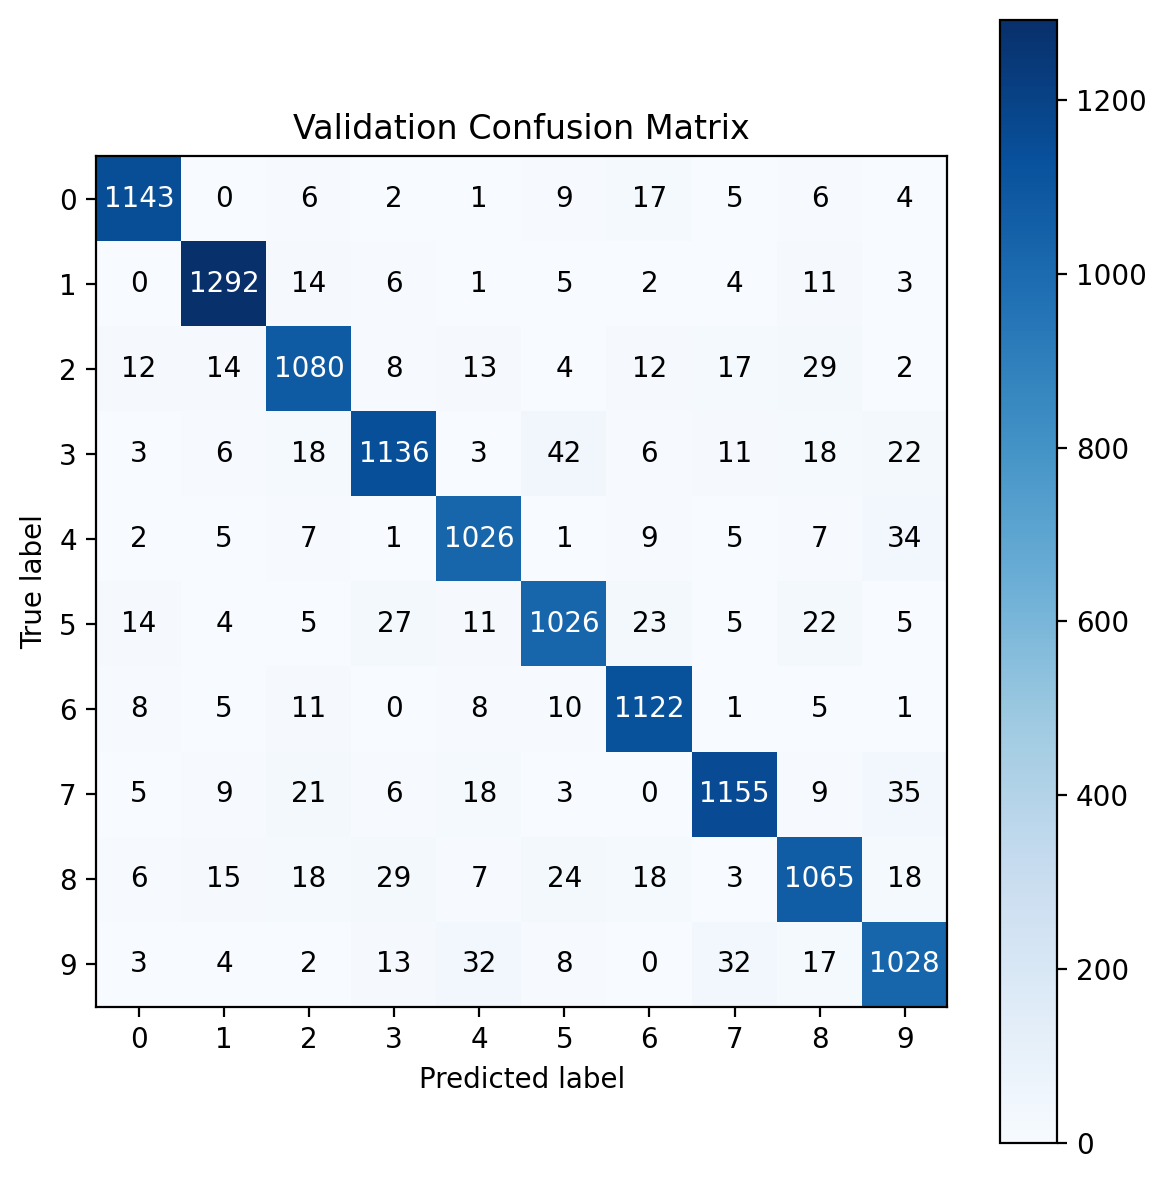 Validation Confusion Matrix
0 1143 0 6 2 1 9 17 5 6 4
1 0 1292 14 6 1 5 2 4 11 3
2 12 14 1080 8 13 4 12 17 29 2
3 3 6 18 1136 3 42 6 11 18 22
4 2 5 7 1 1026 1 9 5 7 34
5 14 4 5 27 11 1026 23 5 22 5
6 8 5 11 0 8 10 1122 1 5 1
7 5 9 21 6 18 3 0 1155 9 35
8 6 15 18 29 7 24 18 3 1065 18
9 3 4 2 13 32 8 0 32 17 1028
0 1 2 3 4 5 6 7 8 9
Predicted label
True label
1200
1000
800
600
400
200
0